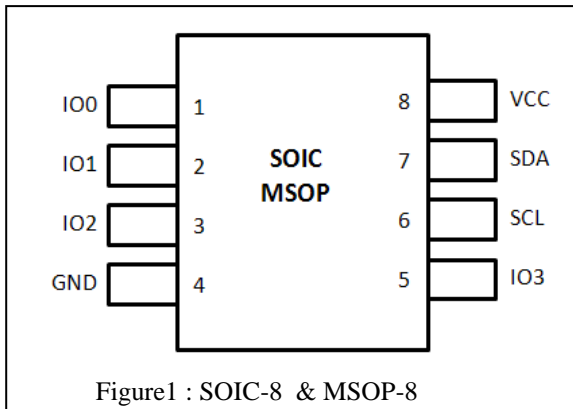 IO0 1 8 VCC
IO1 2 SOIC 7 SDA
MSOP
IO2 3 6 SCL
GND 4 5 IO3
Figure1 : SOIC-8 & MSOP-8